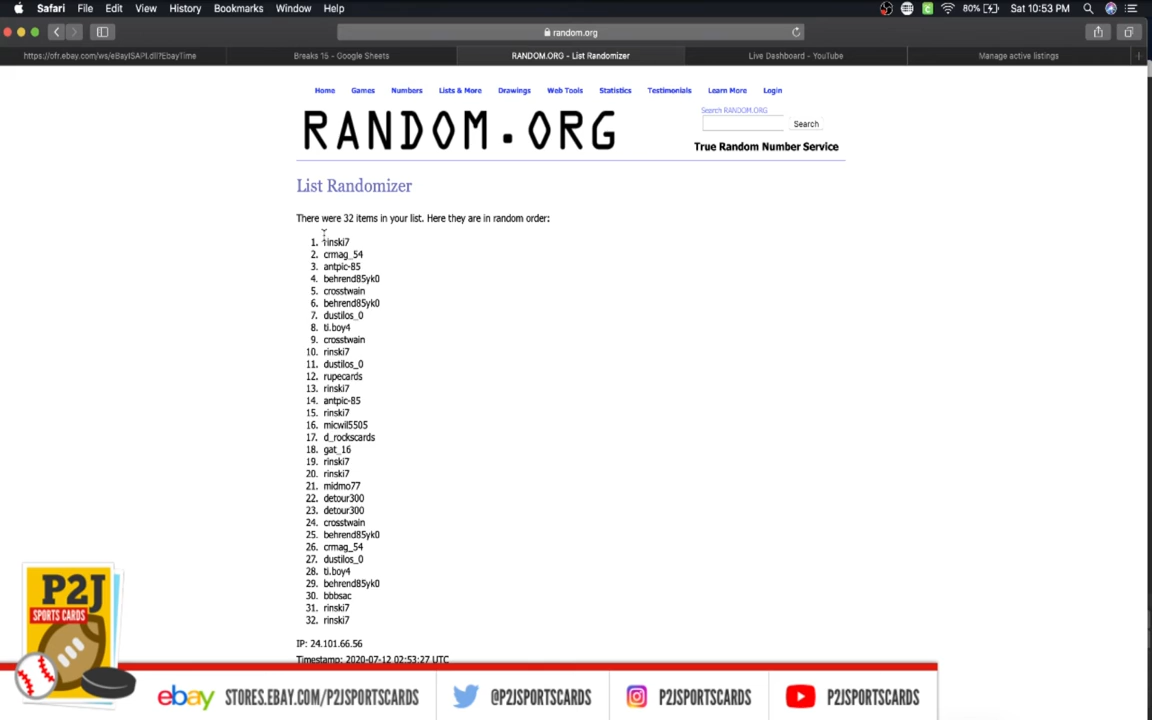 Safari File Edit View History Bookmarks Window Help 80% Sat 10:53 PM
random.org
https://ofr.ebay.com/ws/eBayISAPI.dll?EbayTime Breaks 15 - Google Sheets RANDOM.ORG - List Randomizer Live Dashboard - YouTube Manage active listings
Home Games Numbers Lists & More Drawings Web Tools Statistics Testimonials Learn More Login
Search RANDOM.ORG
RANDOM.ORG
Search
True Random Number Service
List Randomizer
There were 32 items in your list. Here they are in random order:
1. rinski7
2. crmag_54
3. antpic-85
4. behrend85yk0
5. crosstwain
6. behrend85yk0
7. dustilos_0
8. ti.boy4
9. crosstwain
10. rinski7
11. dustilos_0
12. rupecards
13. rinski7
14. antpic-85
15. rinski7
16. micwil5505
17. d_rockscards
18. gat_16
19. rinski7
20. rinski7
21. midmo77
22. detour300
23. detour300
24. crosstwain
25. behrend85yk0
26. crmag_54
27. dustilos_0
28. ti.boy4
29. behrend85yk0
30. bbbsac
31. rinski7
32. rinski7
IP: 24.101.66.56
Timestamp: 2020-07-12 02:53:27 UTC
P2J
SPORTS CARDS
ebay STORES.EBAY.COM/P2JSPORTSCARDS @P2JSPORTSCARDS P2JSPORTSCARDS P2JSPORTSCARDS